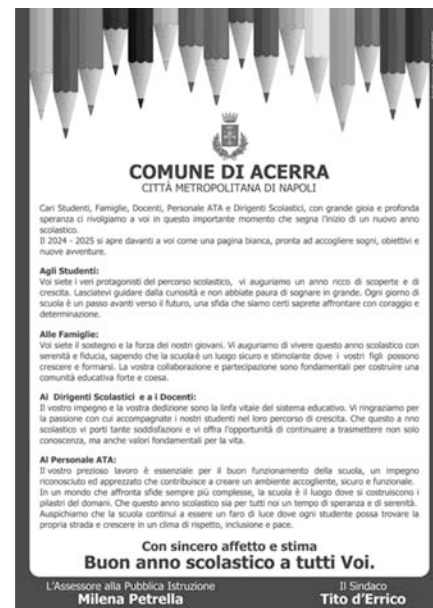 COMUNE DI ACERRA
CITTÀ METROPOLITANA DI NAPOLI
Cari Studenti, Famiglie, Docenti, Personale ATA e Dirigenti Scolastici, con grande gioia e profonda
speranza ci rivolgiamo a voi in questo importante momento che segna l'inizio di un nuovo anno
scolastico.
Il 2024 - 2025 si apre davanti a voi come una pagina bianca, pronta ad accogliere sogni, obiettivi e
nuove avventure.
Agli Studenti:
Voi siete i veri protagonisti del percorso scolastico, vi auguriamo un anno ricco di scoperte e di
crescita. Lasciatevi guidare dalla curiosità e non abbiate paura di sognare in grande. Ogni giorno di
scuola è un passo avanti verso il futuro, una sfida che siamo certi saprete affrontare con coraggio e
determinazione.
Alle Famiglie:
Voi siete il sostegno e la forza dei nostri giovani. Vi auguriamo di vivere questo anno scolastico con
serenità e fiducia, sapendo che la scuola è un luogo sicuro e stimolante dove i vostri figli possono
crescere e formarsi. La vostra collaborazione e partecipazione sono fondamentali per costruire una
comunità educativa forte e coesa.
Ai Dirigenti Scolastici e a i Docenti:
Il vostro impegno e la vostra dedizione sono la linfa vitale del sistema educativo. Vi ringraziamo per
la passione con cui accompagnate i nostri studenti nel loro percorso di crescita. Che questo a nno
scolastico vi porti tante soddisfazioni e vi offra l'opportunità di continuare a trasmettere non solo
conoscenza, ma anche valori fondamentali per la vita.
Al Personale ATA:
Il vostro prezioso lavoro è essenziale per il buon funzionamento della scuola, un impegno
riconosciuto ed apprezzato che contribuisce a creare un ambiente accogliente, sicuro e funzionale.
In un mondo che affronta sfide sempre più complesse, la scuola è il luogo dove si costruiscono i
pilastri del domani. Che questo anno scolastico sia per tutti noi un tempo di speranza e di serenità.
Auspichiamo che la scuola continui a essere un faro di luce dove ogni studente possa trovare la
propria strada e crescere in un clima di rispetto, inclusione e pace.
Con sincero affetto e stima
Buon anno scolastico a tutti Voi.
L'Assessore alla Pubblica Istruzione
Milena Petrella
Il Sindaco
Tito d'Errico